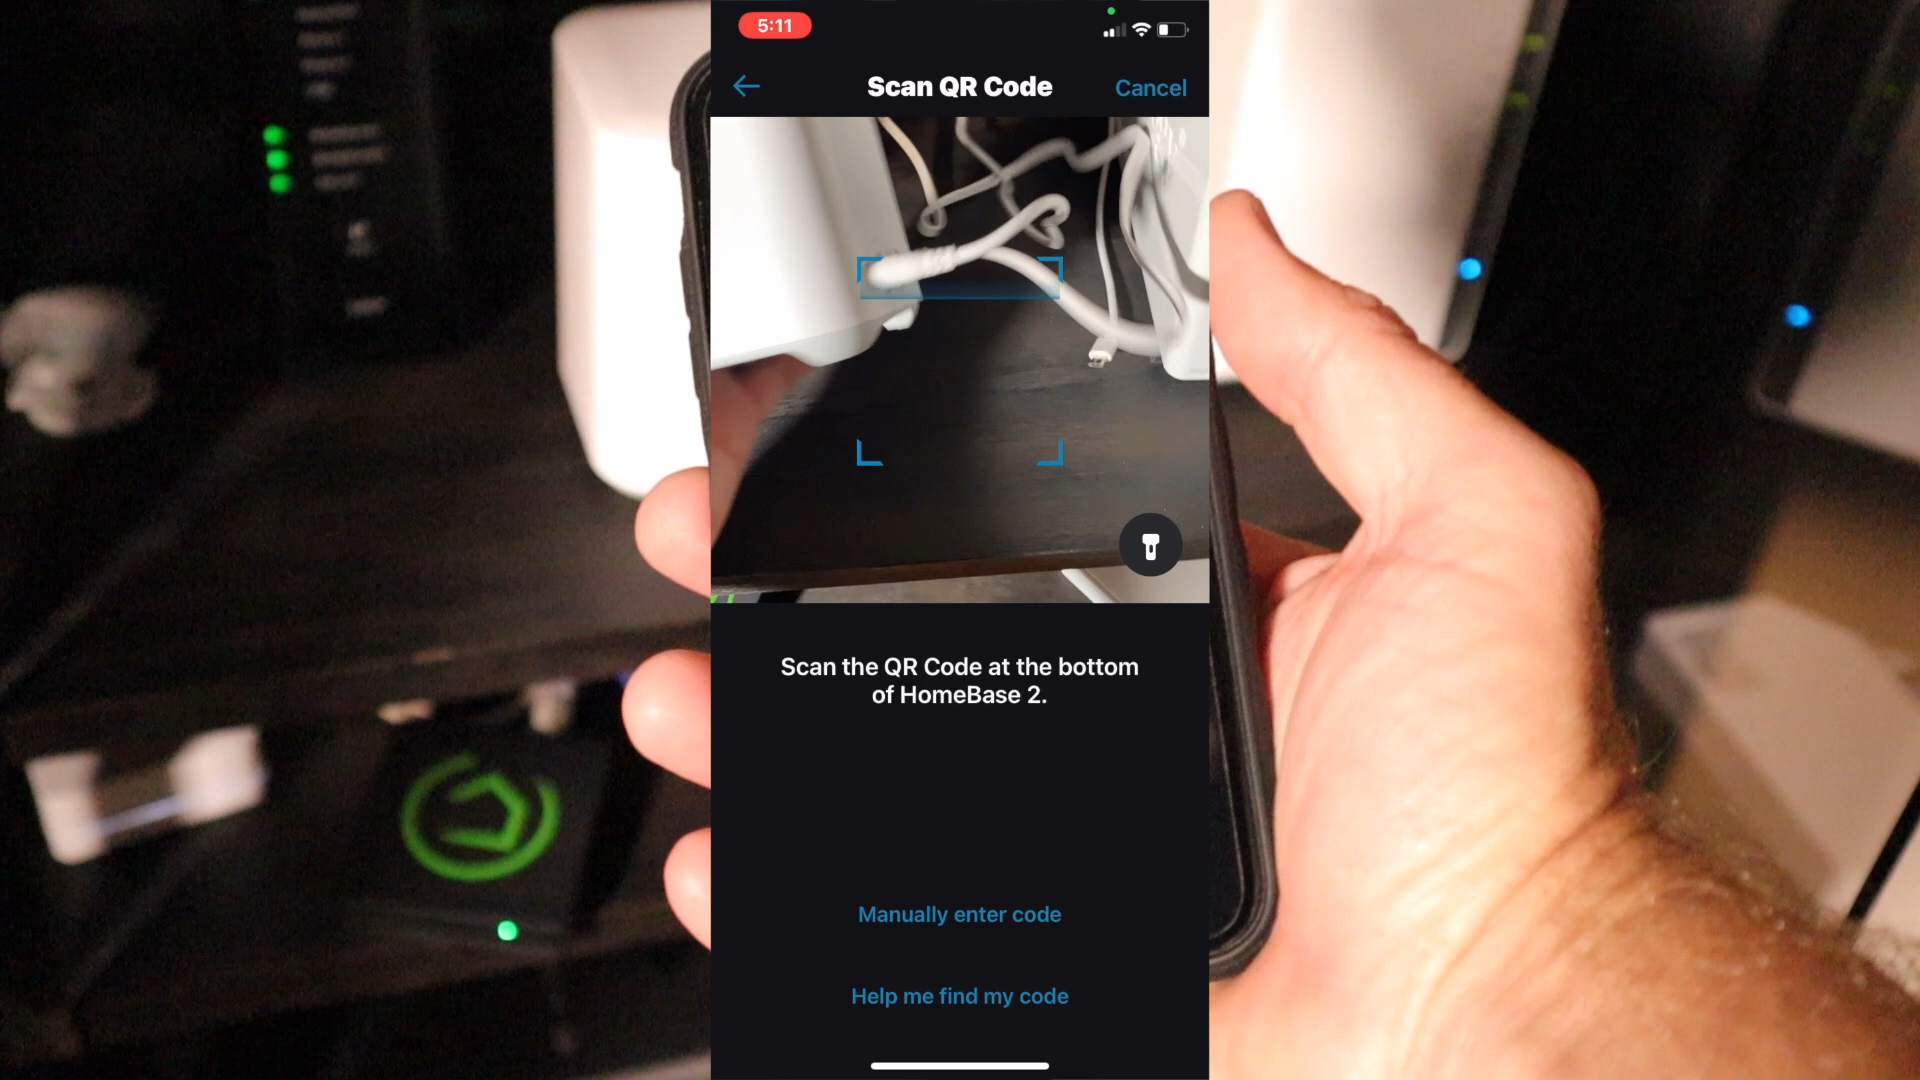 5:11
Scan QR Code
Cancel
Scan the QR Code at the bottom
of HomeBase 2.
Manually enter code
Help me find my code